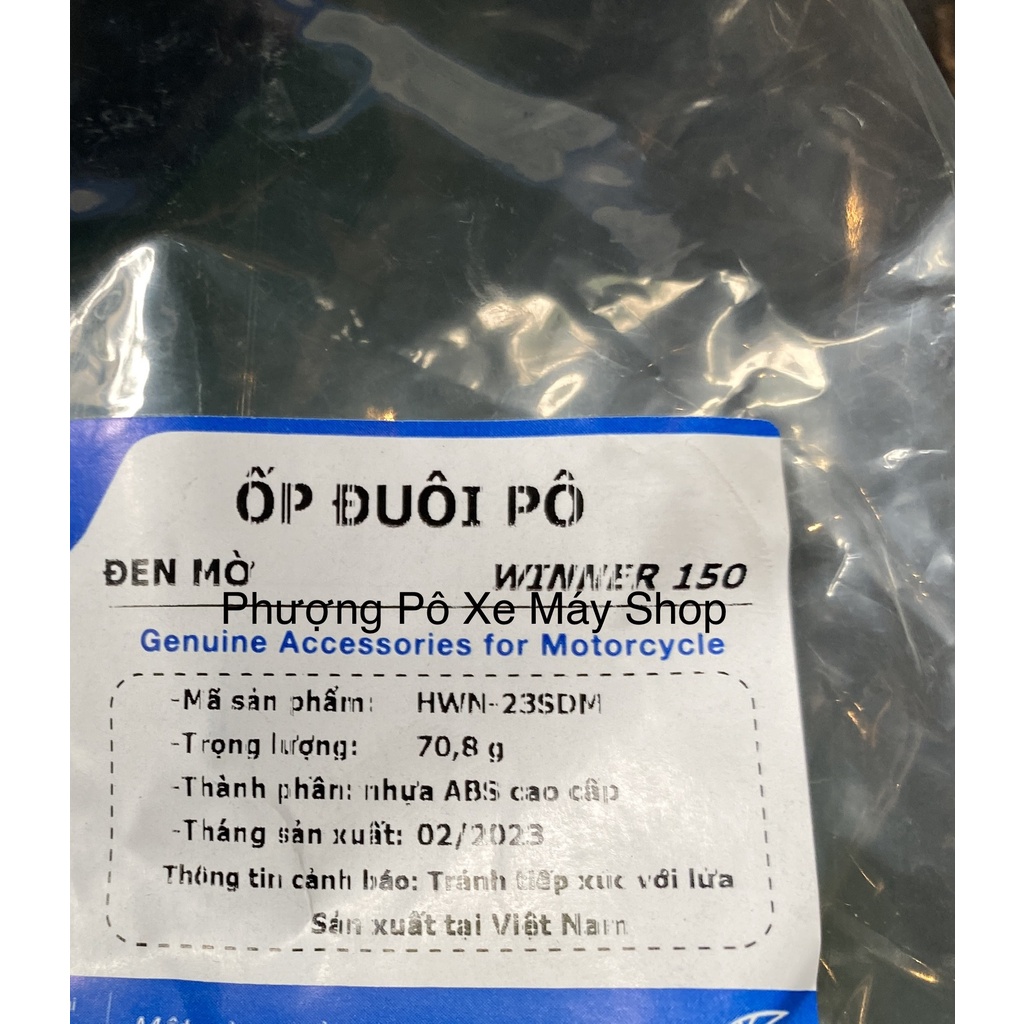 ỐP ĐUÔI PÔ
ĐEN MỜ WINNER 150
Phượng Pô Xe Máy Shop
Genuine Accessories for Motorcycle
-Mã sản phẩm: HWN-23SDM
-Trọng lượng: 70,8 g
-Thành phần: nhựa ABS cao cấp
-Tháng sản xuất: 02/2023
Thông tin cảnh báo: Tránh tiếp xúc với lửa
Sản xuất tại Việt Nam